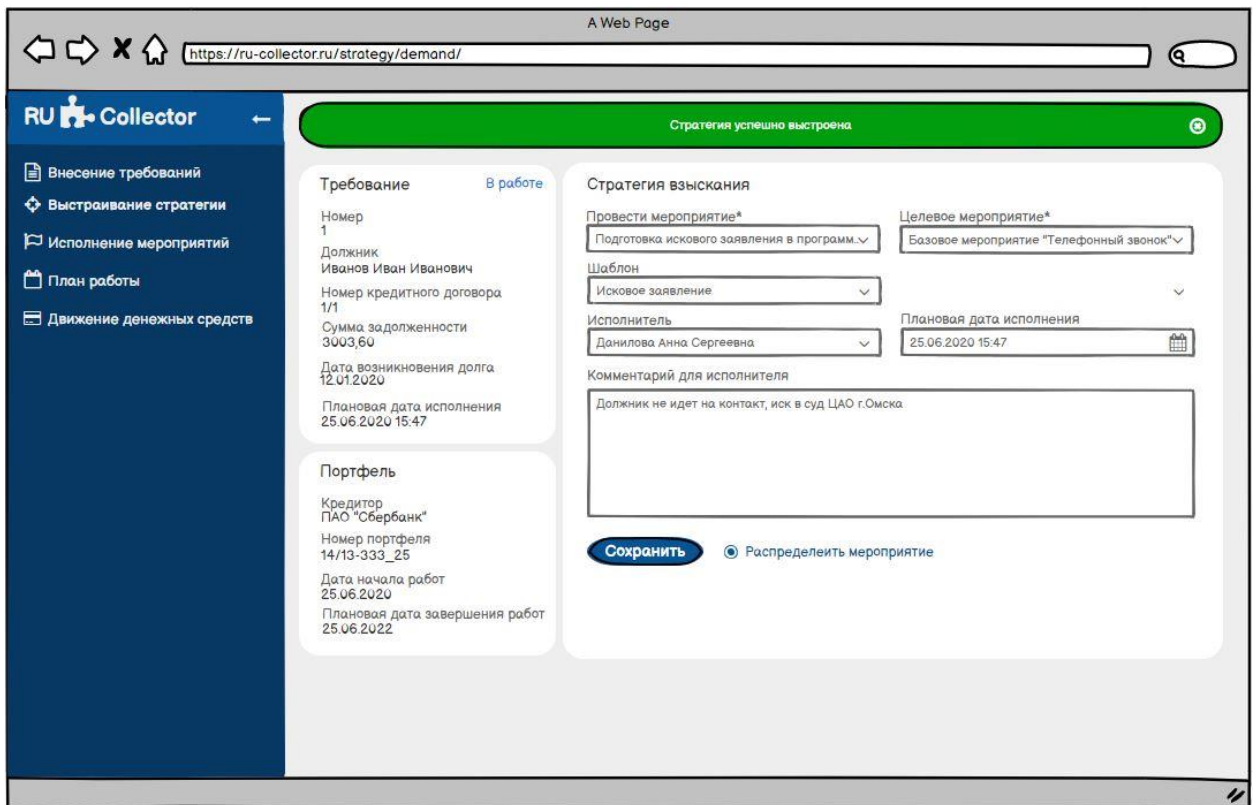 A Web Page
https://ru-collector.ru/strategy/demand/
RU Collector
Внесение требований
Выстраивание стратегии
Исполнение мероприятий
План работы
Движение денежных средств
Стратегия успешно выстроена
Требование В работе
Номер
1
Должник
Иванов Иван Иванович
Номер кредитного договора
1/1
Сумма задолженности
3003,60
Дата возникновения долга
12.01.2020
Плановая дата исполнения
25.06.2020 15:47
Портфель
Кредитор
ПАО "Сбербанк"
Номер портфеля
14/13-333_25
Дата начала работ
25.06.2020
Плановая дата завершения работ
25.06.2022
Стратегия взыскания
Провести мероприятие* Целевое мероприятие*
Подготовка искового заявления в программ... Базовое мероприятие "Телефонный звонок"
Шаблон
Исковое заявление
Исполнитель Плановая дата исполнения
Данилова Анна Сергеевна 25.06.2020 15:47
Комментарий для исполнителя
Должник не идет на контакт, иск в суд ЦАО г.Омска
Сохранить Распределеить мероприятие